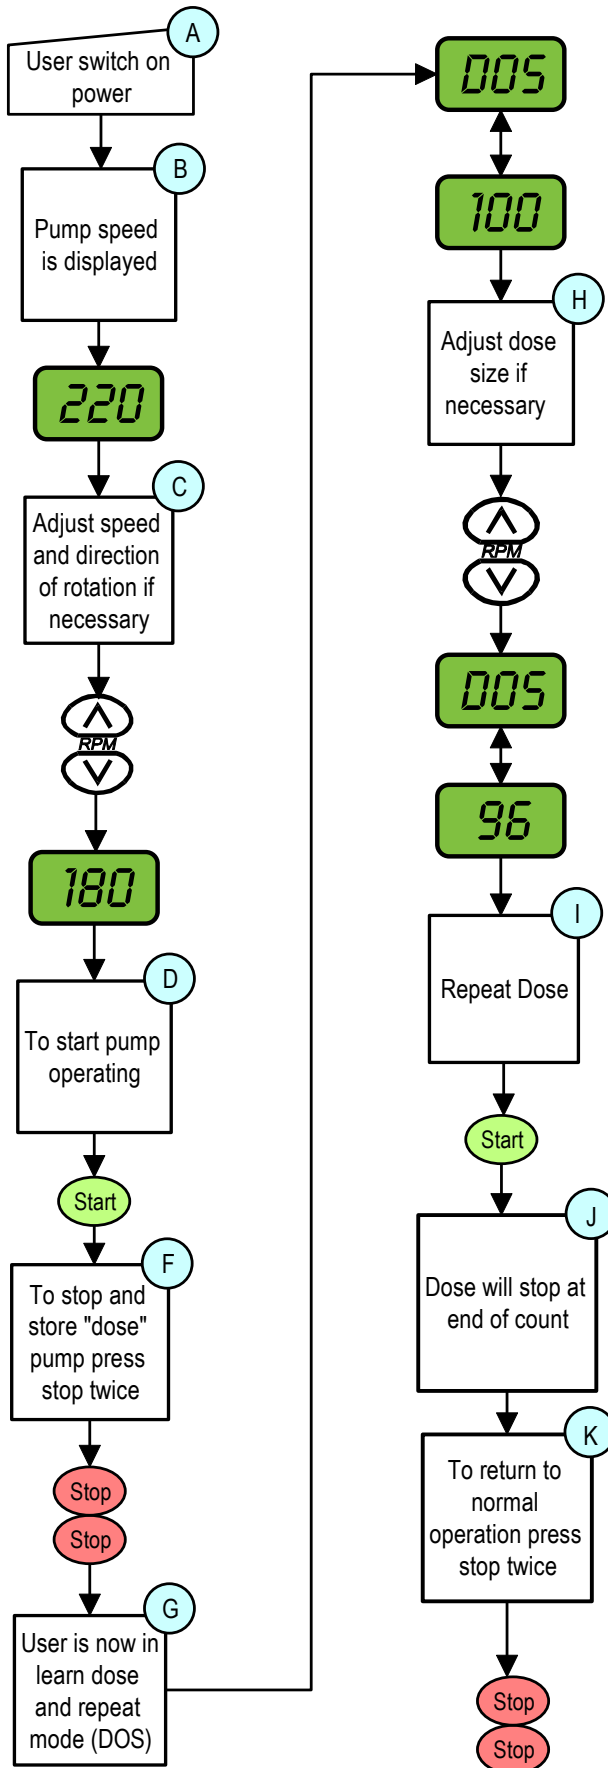 A
User switch on
power
B
Pump speed
is displayed
220
C
Adjust speed
and direction
of rotation if
necessary
RPM
180
D
To start pump
operating
Start
F
To stop and
store "dose"
pump press
stop twice
Stop
Stop
G
User is now in
learn dose
and repeat
mode (DOS)
DOS
100
H
Adjust dose
size if
necessary
RPM
DOS
96
I
Repeat Dose
Start
J
Dose will stop at
end of count
K
To return to
normal
operation press
stop twice
Stop
Stop